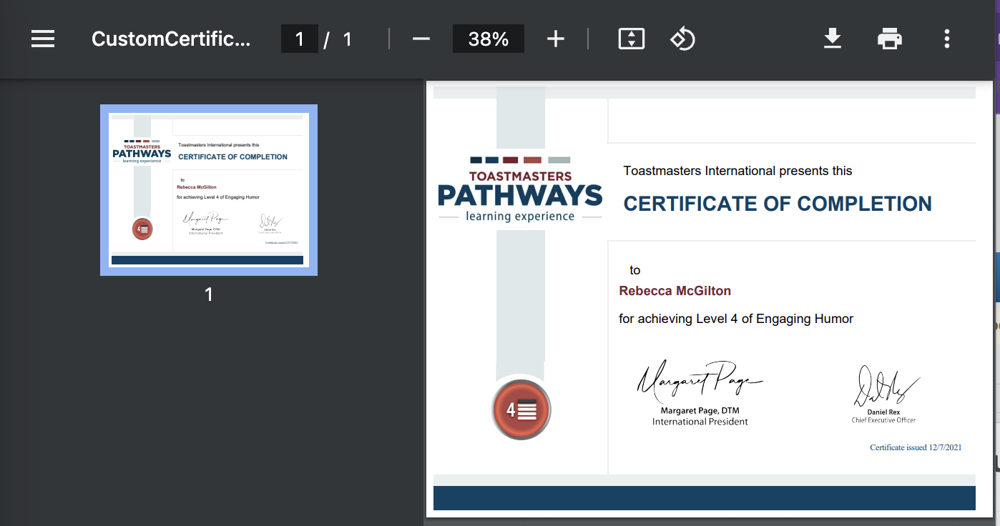 CustomCertific...
1 / 1
38%
TOASTMASTERS
PATHWAYS
learning experience
Toastmasters International presents this
CERTIFICATE OF COMPLETION
to
Rebecca McGilton
for achieving Level 4 of Engaging Humor
4
Margaret Page, DTM
International President
Daniel Rex
Chief Executive Officer
Certificate issued 12/7/2021
1
TOASTMASTERS
PATHWAYS
learning experience
Toastmasters International presents this
CERTIFICATE OF COMPLETION
to
Rebecca McGilton
for achieving Level 4 of Engaging Humor
4
Margaret Page
Margaret Page, DTM
International President
Daniel Rex
Chief Executive Officer
Certificate issued 12/7/2021